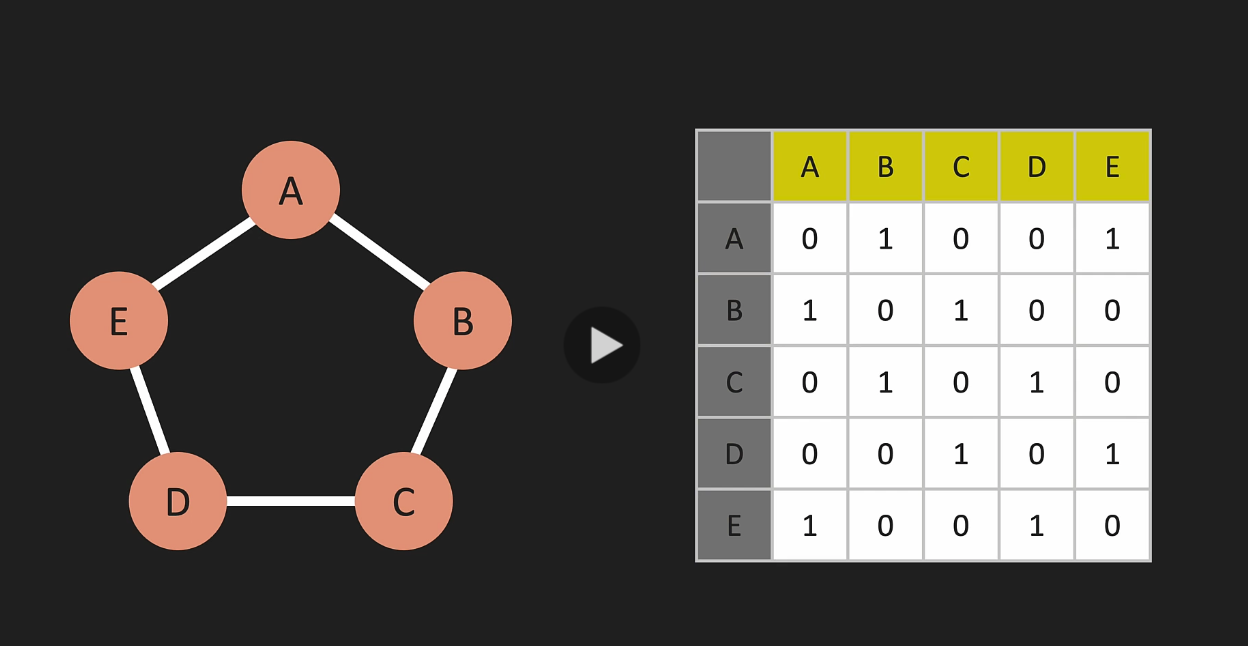 A
E
B
D
C
A B C D E
A 0 1 0 0 1
B 1 0 1 0 0
C 0 1 0 1 0
D 0 0 1 0 1
E 1 0 0 1 0